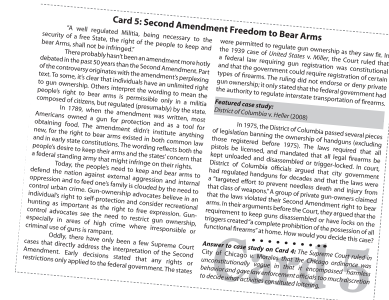 Card 5: Second Amendment Freedom to Bear Arms
"A well regulated Militia, being necessary to the
security of a free State, the right of the people to keep and
bear Arms, shall not be infringed."
There probably hasn't been an amendment more hotly
debated in the past 50 years than the Second Amendment. Part
of the controversy originates with the amendment's perplexing
text. To some, it's clear that individuals have an unlimited right
to gun ownership. Others interpret the wording to mean the
people's right to bear arms is permissible only in a militia
composed of citizens, but regulated (presumably) by the state.
In 1789, when the amendment was written, most
Americans owned a gun for protection and as a tool for
obtaining food. The amendment didn't institute anything
new, for the right to bear arms existed in both common law
and in early state constitutions. The wording reflects both the
people's desire to keep their arms and the states' concern that
a federal standing army that might infringe on their rights.
Today, the people's need to keep and bear arms to
defend the nation against external aggression and internal
oppression and to feed one's family is clouded by the need to
control urban crime. Gun-ownership advocates believe in an
individual's right to self-protection and consider recreational
hunting as important as the right to free expression. Gun-
control advocates see the need to restrict gun ownership,
especially in areas of high crime where irresponsible or
criminal use of guns is rampant.
Oddly, there have only been a few Supreme Court
cases that directly address the interpretation of the Second
Amendment. Early decisions stated that any rights or
restrictions only applied to the federal government. The states
were permitted to regulate gun ownership as they saw fit. In
the 1939 case of United States v. Miller, the Court ruled that
a federal law requiring gun registration was constitutional
and that the government could require registration of certain
types of firearms. The ruling did not endorse or deny private
gun ownership; it only stated that the federal government had
the authority to regulate interstate transportation of firearms.
Featured case study:
District of Columbia v. Heller (2008)
In 1975, the District of Columbia passed several pieces
of legislation banning the ownership of handguns (excluding
those registered before 1975). The laws required that all
pistols be licensed, and mandated that all legal firearms be
kept unloaded and disassembled or trigger-locked. In court,
District of Columbia officials argued that city government
had regulated handguns for decades and that the laws were
a "targeted effort to prevent needless death and injury from
that class of weapons." A group of private gun-owners claimed
that the laws violated their Second Amendment right to bear
arms. In their arguments before the Court, they argued that the
requirement to keep guns disassembled or have locks on the
triggers created "a complete prohibition of the possession of all
functional firearms" at home. How would you decide this case?
Answer to case study on Card 4: The Supreme Court ruled
City of Chicago
unconstitutionally vague
behavior and gave law enforcement
to decide what actions constituted loitering.
Card 5